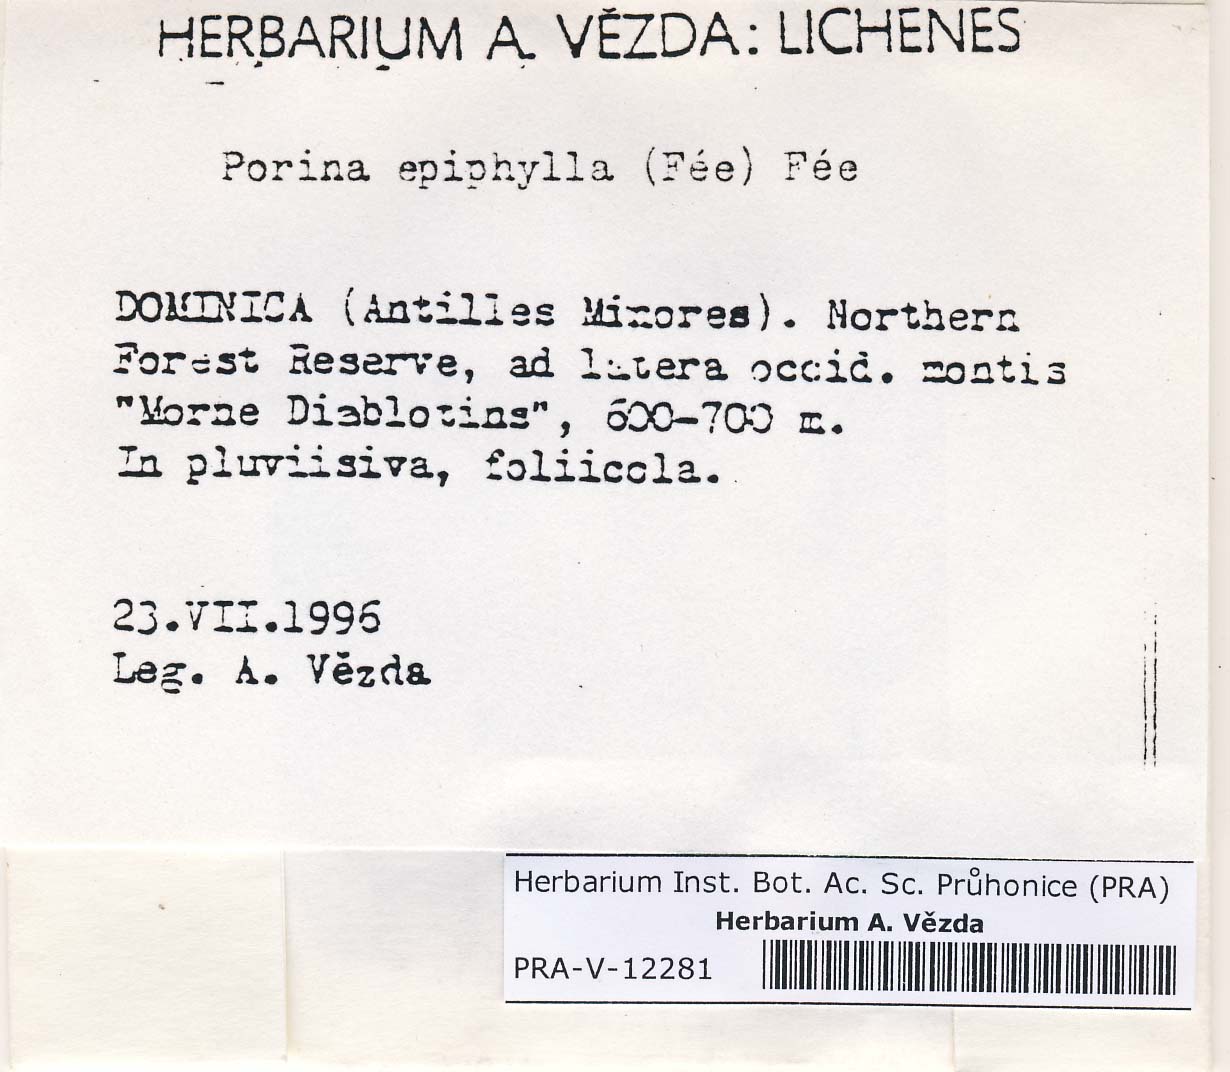 HERBARIUM A. VĚZDA: LICHENES
Porina epiphylla (Fée) Fée
DOMINICA (Antilles Minores). Northern
Forest Reserve, ad latera occid. montis
"Morne Diablotins", 600-700 m.
In pluviisiva, foliicola.
23.VII.1996
Leg. A. Vězda
Herbarium Inst. Bot. Ac. Sc. Průhonice (PRA)
Herbarium A. Vězda
PRA-V-12281